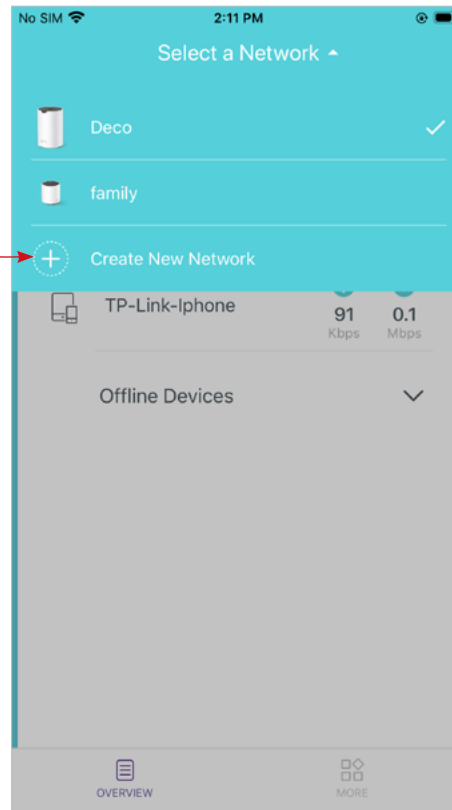 No SIM 2:11 PM
Select a Network
Deco
family
Create New Network
TP-Link-Iphone
91 0.1
Kbps Mbps
Offline Devices
OVERVIEW MORE